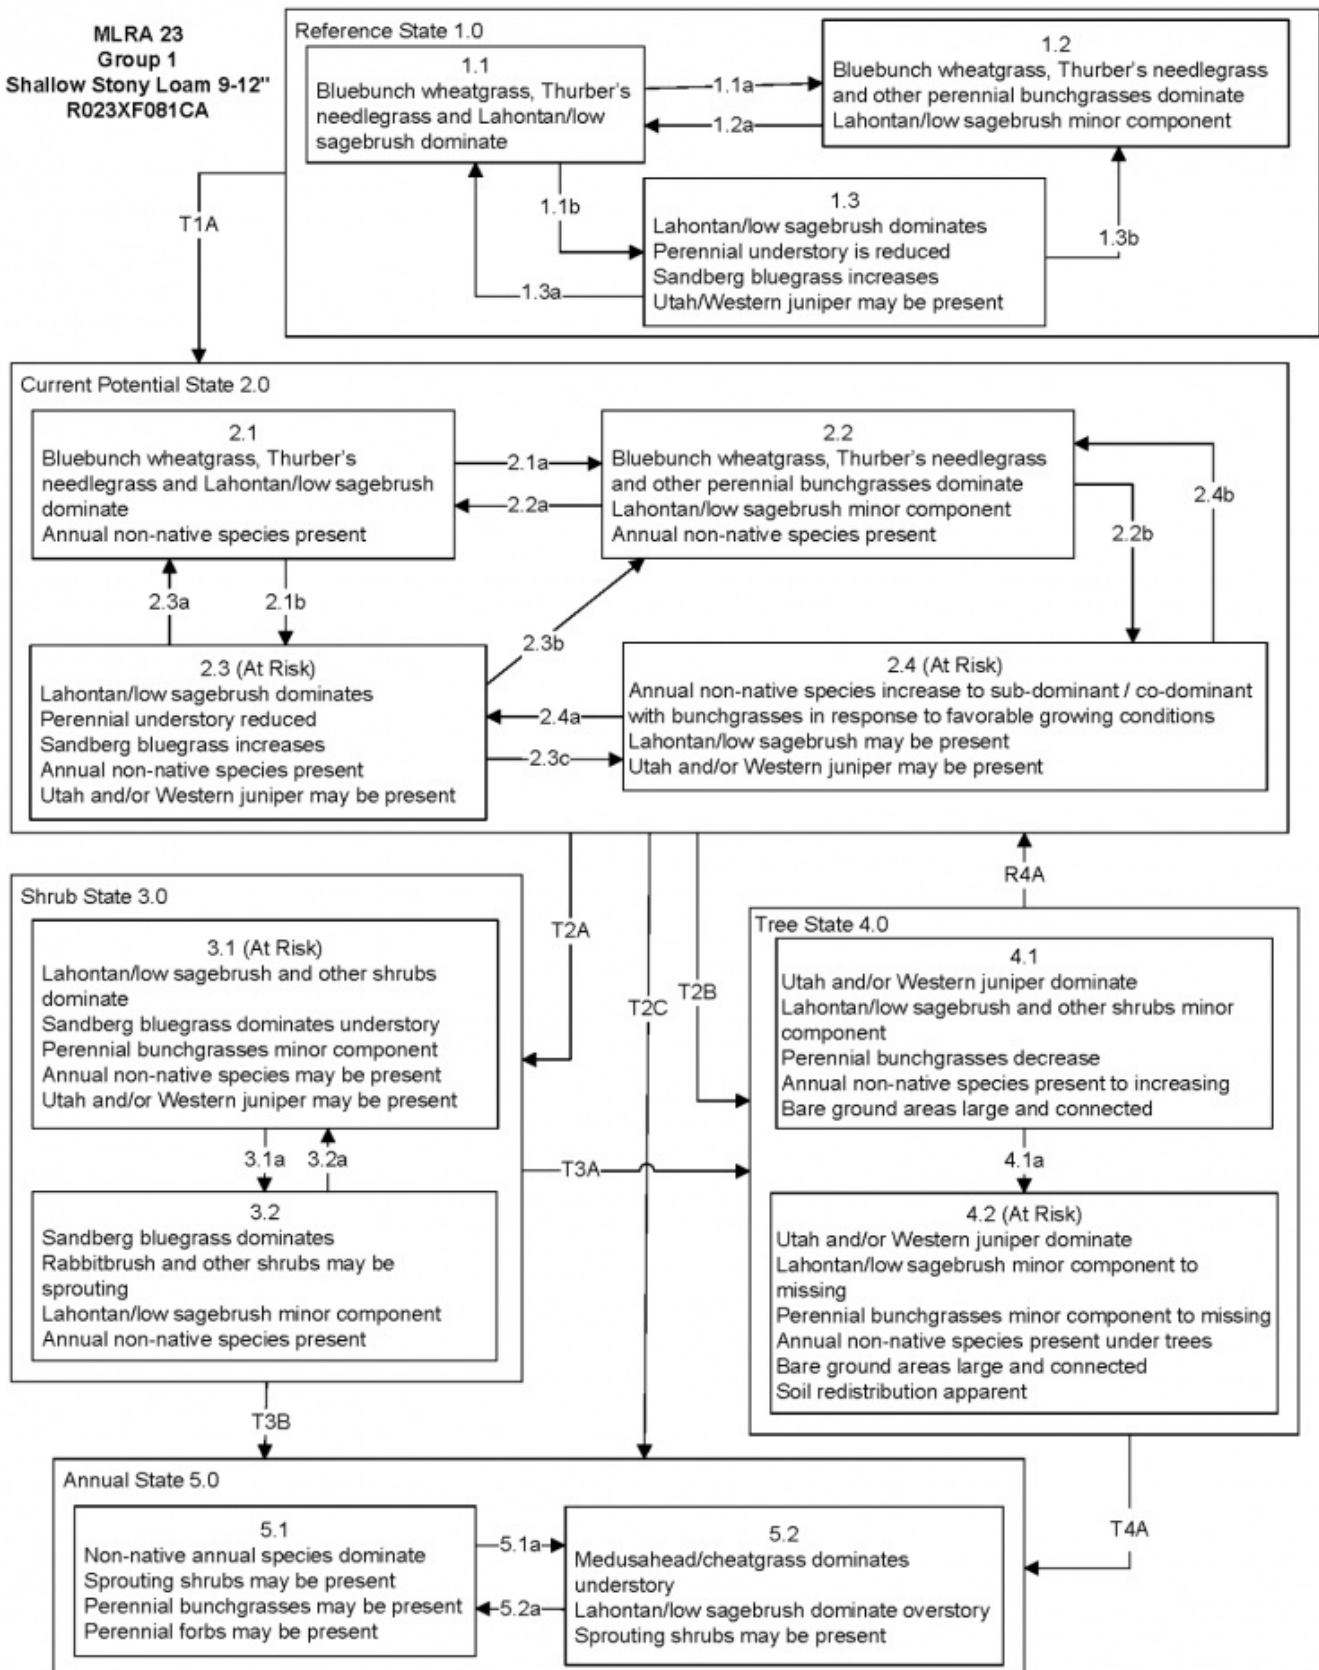 MLRA 23
Group 1
Shallow Stony Loam 9-12"
R023XF081CA
Reference State 1.0
1.1
Bluebunch wheatgrass, Thurber's
needlegrass and Lahontan/low
sagebrush dominate
1.1a
1.2a
1.2
Bluebunch wheatgrass, Thurber's needlegrass
and other perennial bunchgrasses dominate
Lahontan/low sagebrush minor component
1.1b
1.3a
1.3
Lahontan/low sagebrush dominates
Perennial understory is reduced
Sandberg bluegrass increases
Utah/Western juniper may be present
1.3b
T1A
Current Potential State 2.0
2.1
Bluebunch wheatgrass, Thurber's
needlegrass and Lahontan/low sagebrush
dominate
Annual non-native species present
2.1a
2.2a
2.2
Bluebunch wheatgrass, Thurber's needlegrass
and other perennial bunchgrasses dominate
Lahontan/low sagebrush minor component
Annual non-native species present
2.4b
2.2b
2.3a
2.1b
2.3b
2.3 (At Risk)
Lahontan/low sagebrush dominates
Perennial understory reduced
Sandberg bluegrass increases
Annual non-native species present
Utah and/or Western juniper may be present
2.4a
2.3c
2.4 (At Risk)
Annual non-native species increase to sub-dominant / co-dominant
with bunchgrasses in response to favorable growing conditions
Lahontan/low sagebrush may be present
Utah and/or Western juniper may be present
T2A
T2C
T2B
R4A
Shrub State 3.0
3.1 (At Risk)
Lahontan/low sagebrush and other shrubs
dominate
Sandberg bluegrass dominates understory
Perennial bunchgrasses minor component
Annual non-native species may be present
Utah and/or Western juniper may be present
3.1a
3.2a
3.2
Sandberg bluegrass dominates
Rabbitbrush and other shrubs may be
sprouting
Lahontan/low sagebrush minor component
Annual non-native species present
T3A
Tree State 4.0
4.1
Utah and/or Western juniper dominate
Lahontan/low sagebrush and other shrubs minor
component
Perennial bunchgrasses decrease
Annual non-native species present to increasing
Bare ground areas large and connected
4.1a
4.2 (At Risk)
Utah and/or Western juniper dominate
Lahontan/low sagebrush minor component to
missing
Perennial bunchgrasses minor component to missing
Annual non-native species present under trees
Bare ground areas large and connected
Soil redistribution apparent
T3B
T4A
Annual State 5.0
5.1
Non-native annual species dominate
Sprouting shrubs may be present
Perennial bunchgrasses may be present
Perennial forbs may be present
5.1a
5.2a
5.2
Medusahead/cheatgrass dominates
understory
Lahontan/low sagebrush dominate overstory
Sprouting shrubs may be present